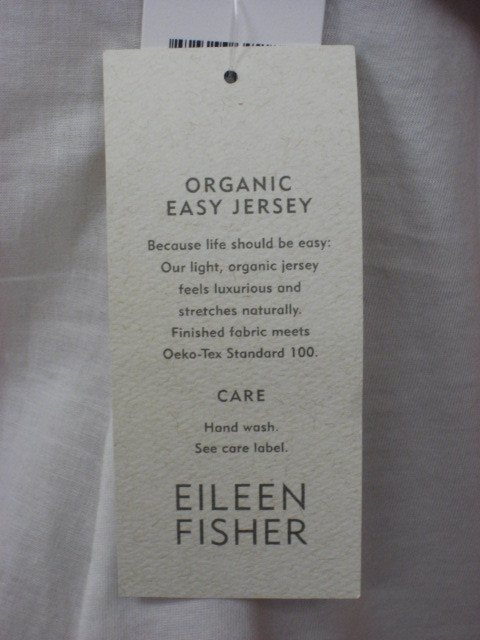 ORGANIC
EASY JERSEY
Because life should be easy:
Our light, organic jersey
feels luxurious and
stretches naturally.
Finished fabric meets
Oeko-Tex Standard 100.
CARE
Hand wash.
See care label.
EILEEN
FISHER